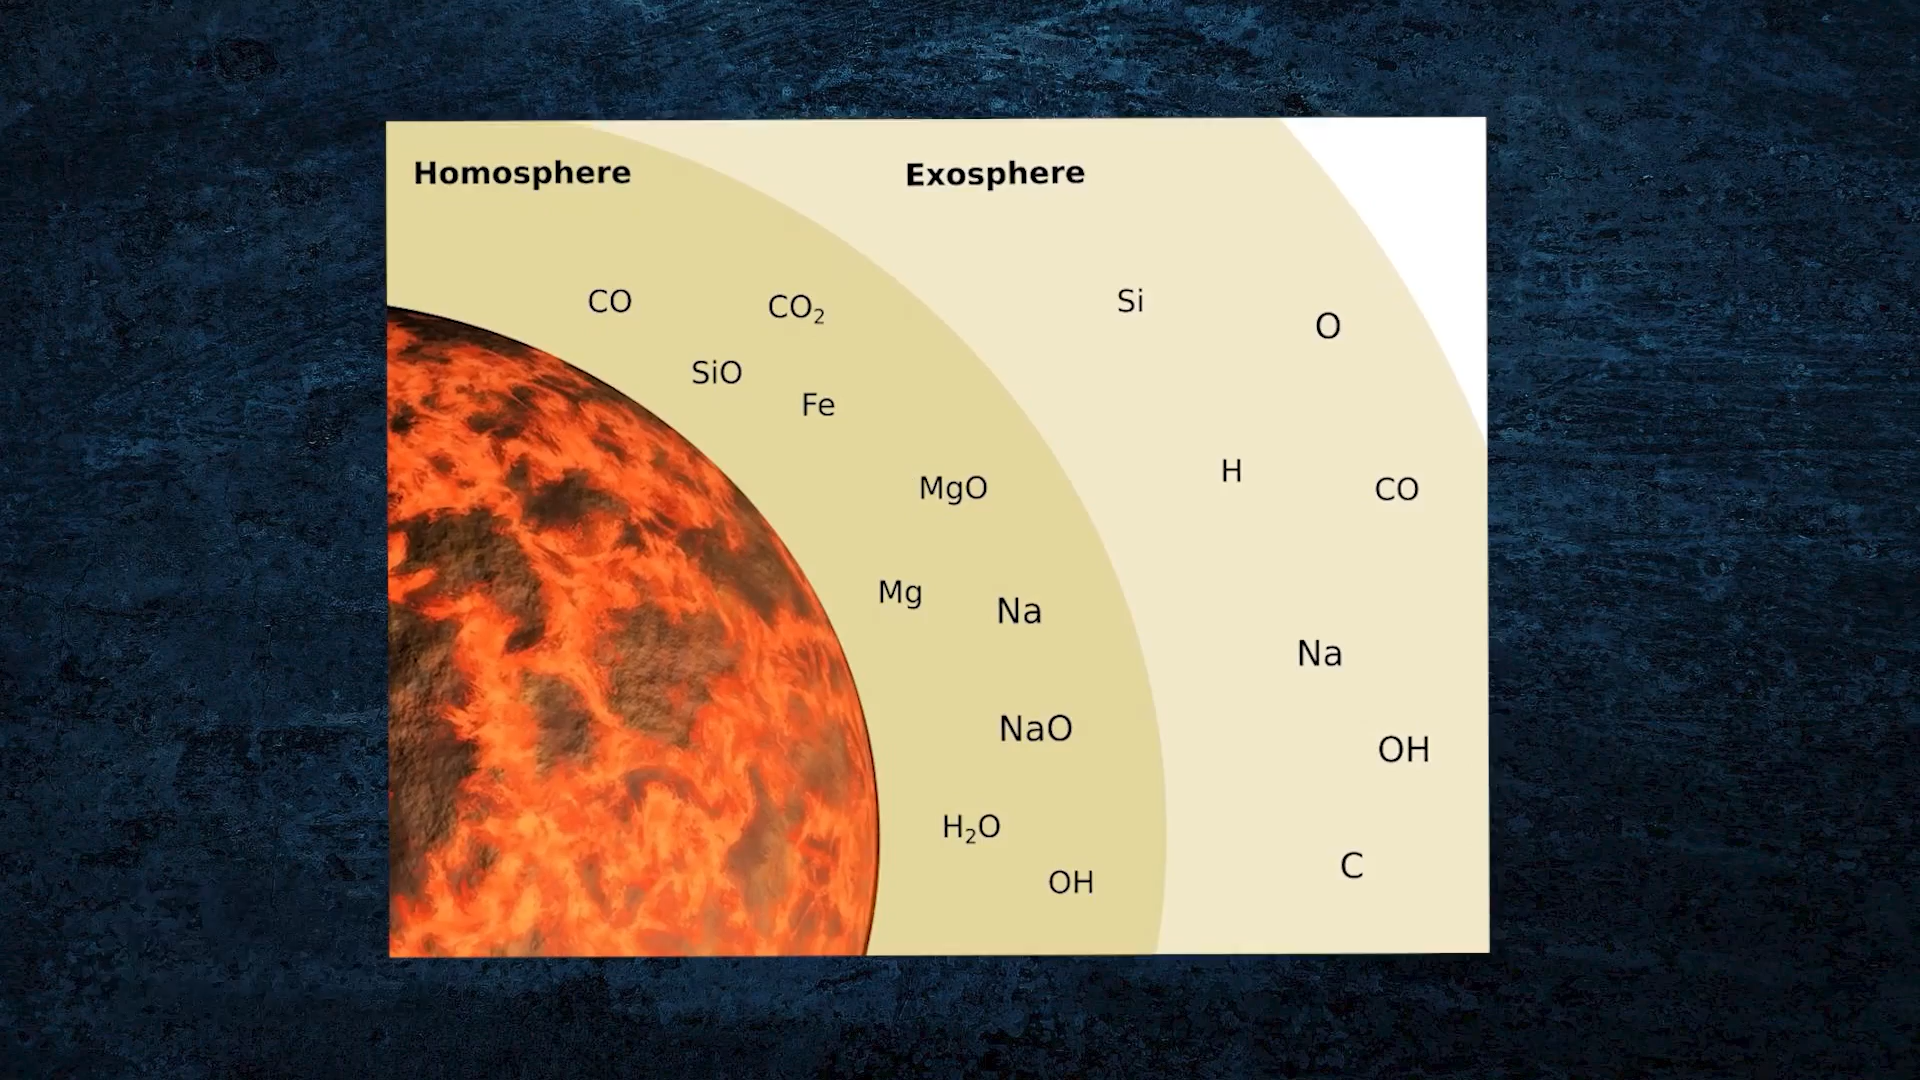 Homosphere
Exosphere
CO
CO₂
SiO
Fe
MgO
Mg
Na
NaO
H₂O
OH
Si
O
H
CO
Na
OH
C